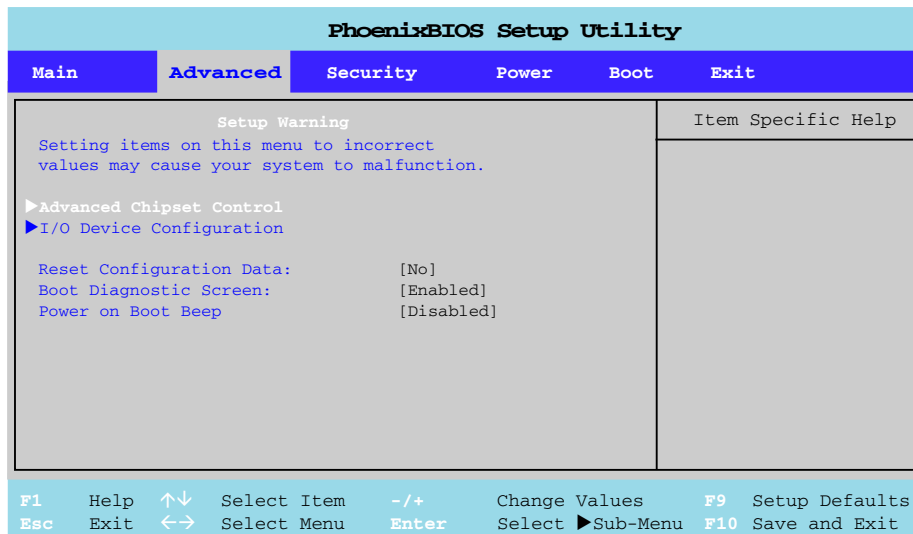 PhoenixBIOS Setup Utility
Main Advanced Security Power Boot Exit
Setup Warning
Setting items on this menu to incorrect
values may cause your system to malfunction.
▶Advanced Chipset Control
▶I/O Device Configuration
Reset Configuration Data: [No]
Boot Diagnostic Screen: [Enabled]
Power on Boot Beep [Disabled]
Item Specific Help
F1 Help ↑↓ Select Item -/+ Change Values F9 Setup Defaults
Esc Exit ←→ Select Menu Enter Select ▶Sub-Menu F10 Save and Exit